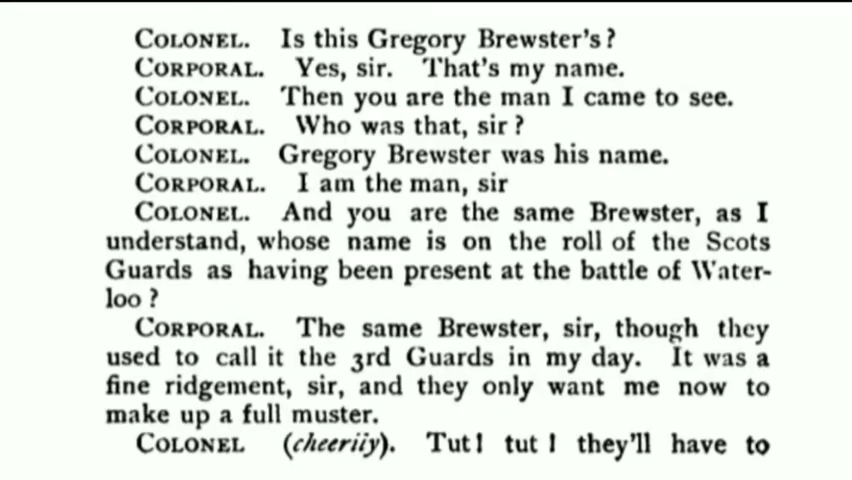 COLONEL. Is this Gregory Brewster's?
CORPORAL. Yes, sir. That's my name.
COLONEL. Then you are the man I came to see.
CORPORAL. Who was that, sir?
COLONEL. Gregory Brewster was his name.
CORPORAL. I am the man, sir
COLONEL. And you are the same Brewster, as I
understand, whose name is on the roll of the Scots
Guards as having been present at the battle of Water-
loo?
CORPORAL. The same Brewster, sir, though they
used to call it the 3rd Guards in my day. It was a
fine ridgement, sir, and they only want me now to
make up a full muster.
COLONEL (cheeriiy). Tut! tut! they'll have to